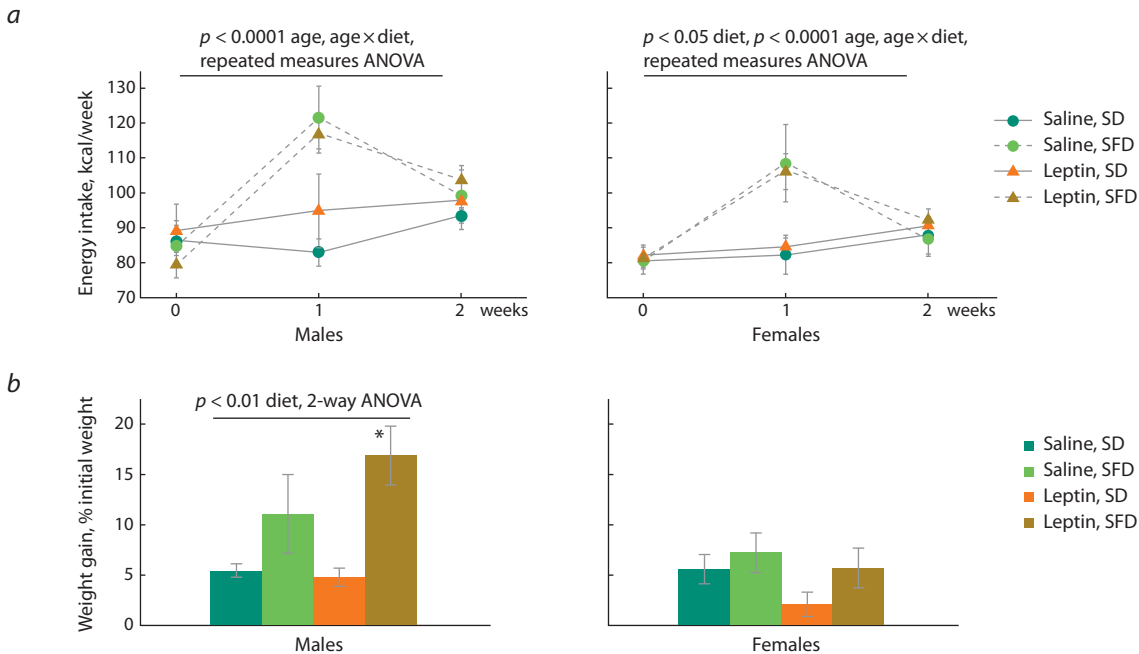 a
p < 0.0001 age, age × diet,
repeated measures ANOVA
p < 0.05 diet, p < 0.0001 age, age × diet,
repeated measures ANOVA
Energy intake, kcal/week
130
120
110
100
90
80
70
0 1 2 weeks
Males
0 1 2 weeks
Females
Saline, SD
Saline, SFD
Leptin, SD
Leptin, SFD
b
p < 0.01 diet, 2-way ANOVA
*
Weight gain, % initial weight
20
15
10
5
0
Males
Females
Saline, SD
Saline, SFD
Leptin, SD
Leptin, SFD